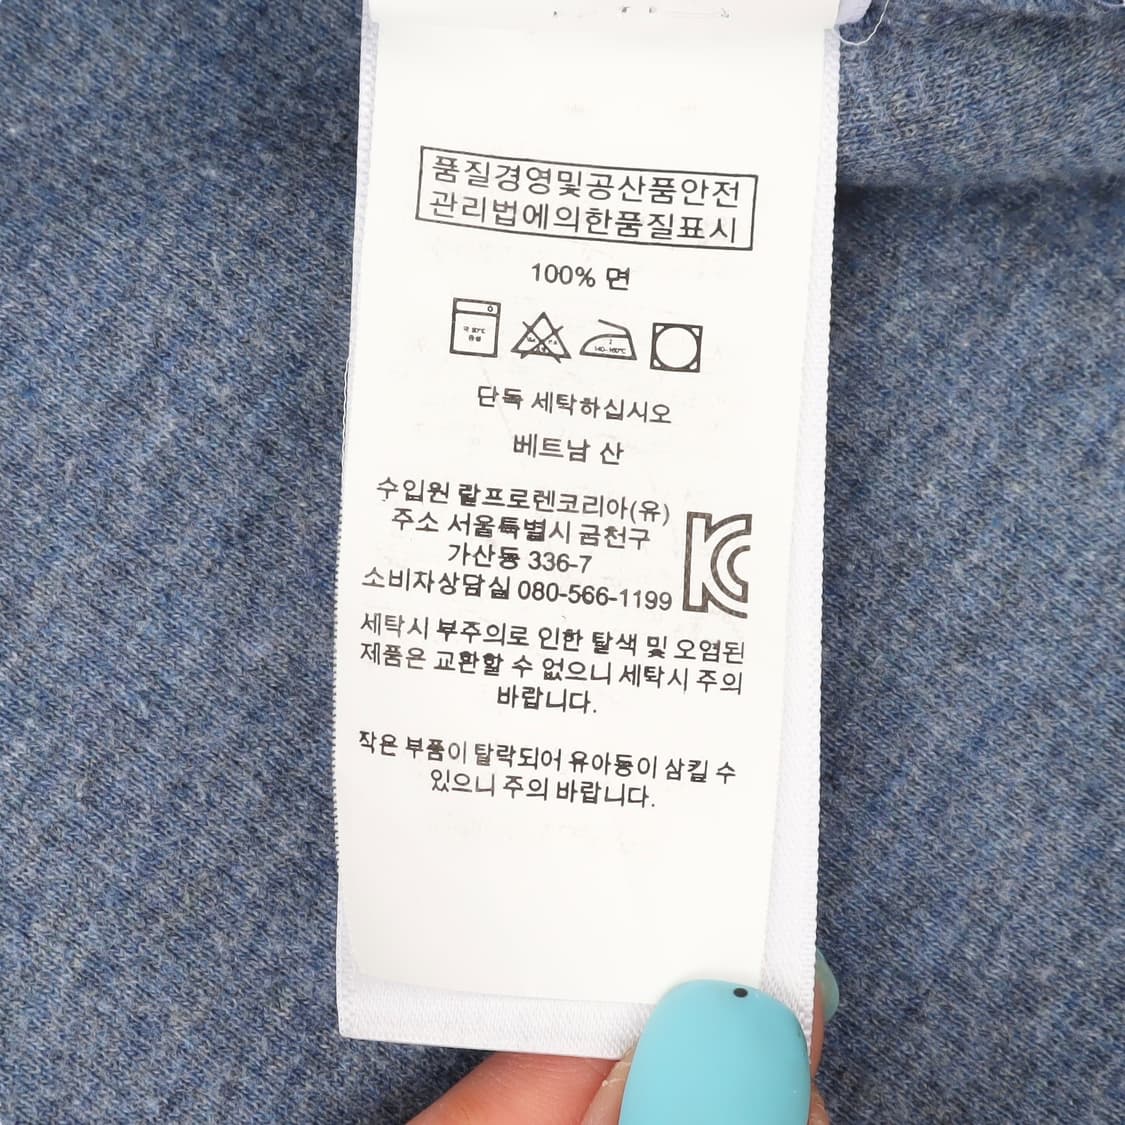 품질경영및공산품안전
관리법에의한품질표시
100% 면
단독 세탁하십시오
베트남 산
수입원 랄프로렌코리아(유)
주소 서울특별시 금천구
가산동 336-7
소비자상담실 080-566-1199
KC
세탁시 부주의로 인한 탈색 및 오염된
제품은 교환할 수 없으니 세탁시 주의
바랍니다.
작은 부품이 탈락되어 유아동이 삼킬 수
있으니 주의 바랍니다.